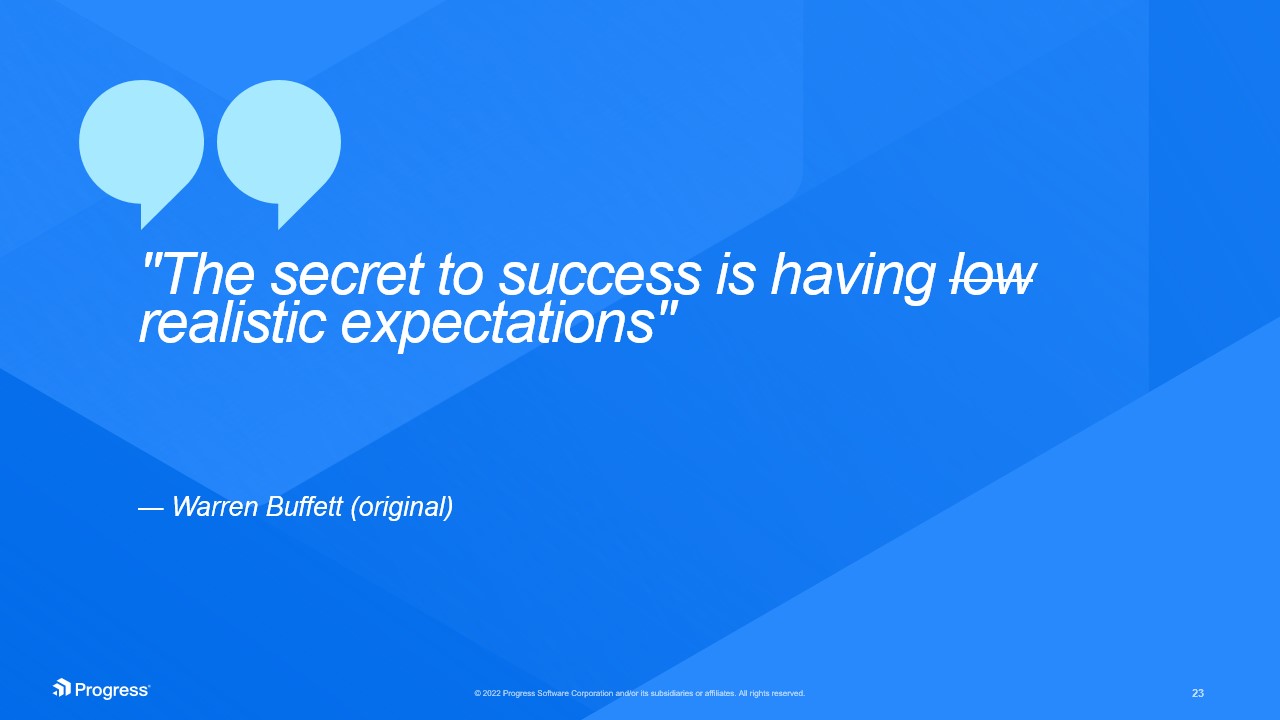 "The secret to success is having low
realistic expectations"
— Warren Buffett (original)
Progress
© 2022 Progress Software Corporation and/or its subsidiaries or affiliates. All rights reserved.
23